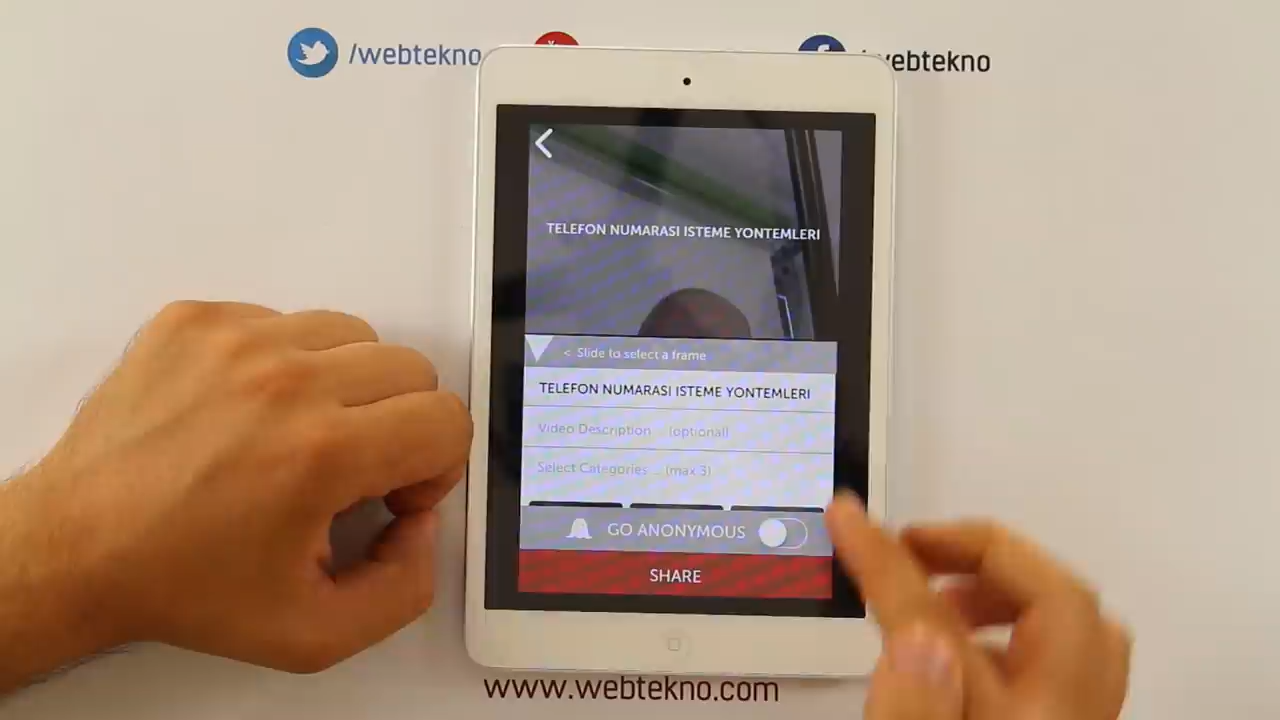 /webtekno
webtekno
TELEFON NUMARASI ISTEME YONTEMLERI
< Slide to select a frame
TELEFON NUMARASI ISTEME YONTEMLERI
Video Description ... (optional)
Select Categories ... (max 3)
GO ANONYMOUS
SHARE
www.webtekno.com